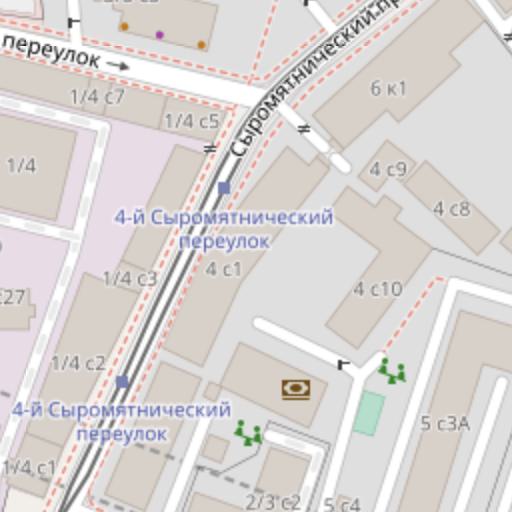 переулок
Сыромятнический пр
1/4 с7
6 к1
1/4 с5
1/4
4 с9
4 с8
4-й Сыромятнический
переулок
4 с1
1/4 с3
4 с10
с27
1/4 с2
4-й Сыромятнический
переулок
5 с3А
1/4 с1
2/3 с2
5 с4